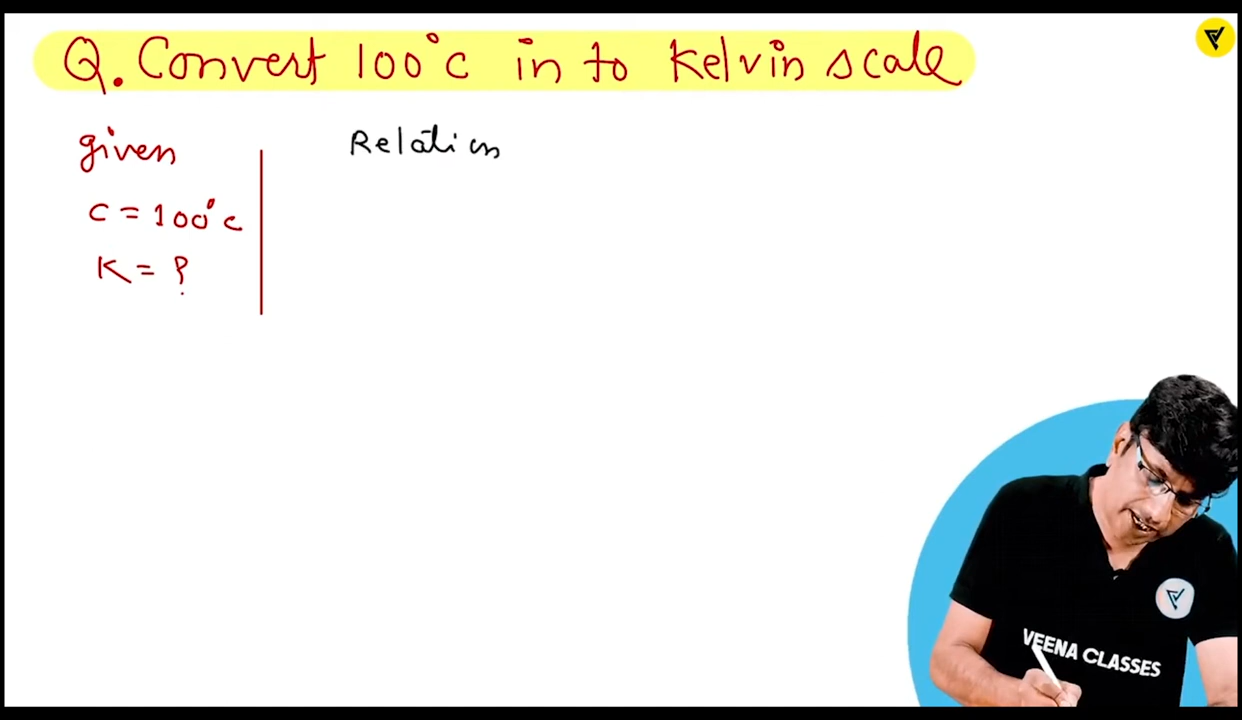 Q. Convert 100°C in to Kelvin scale
given
C = 100°C
K = ?
Relation
VEENA CLASSES